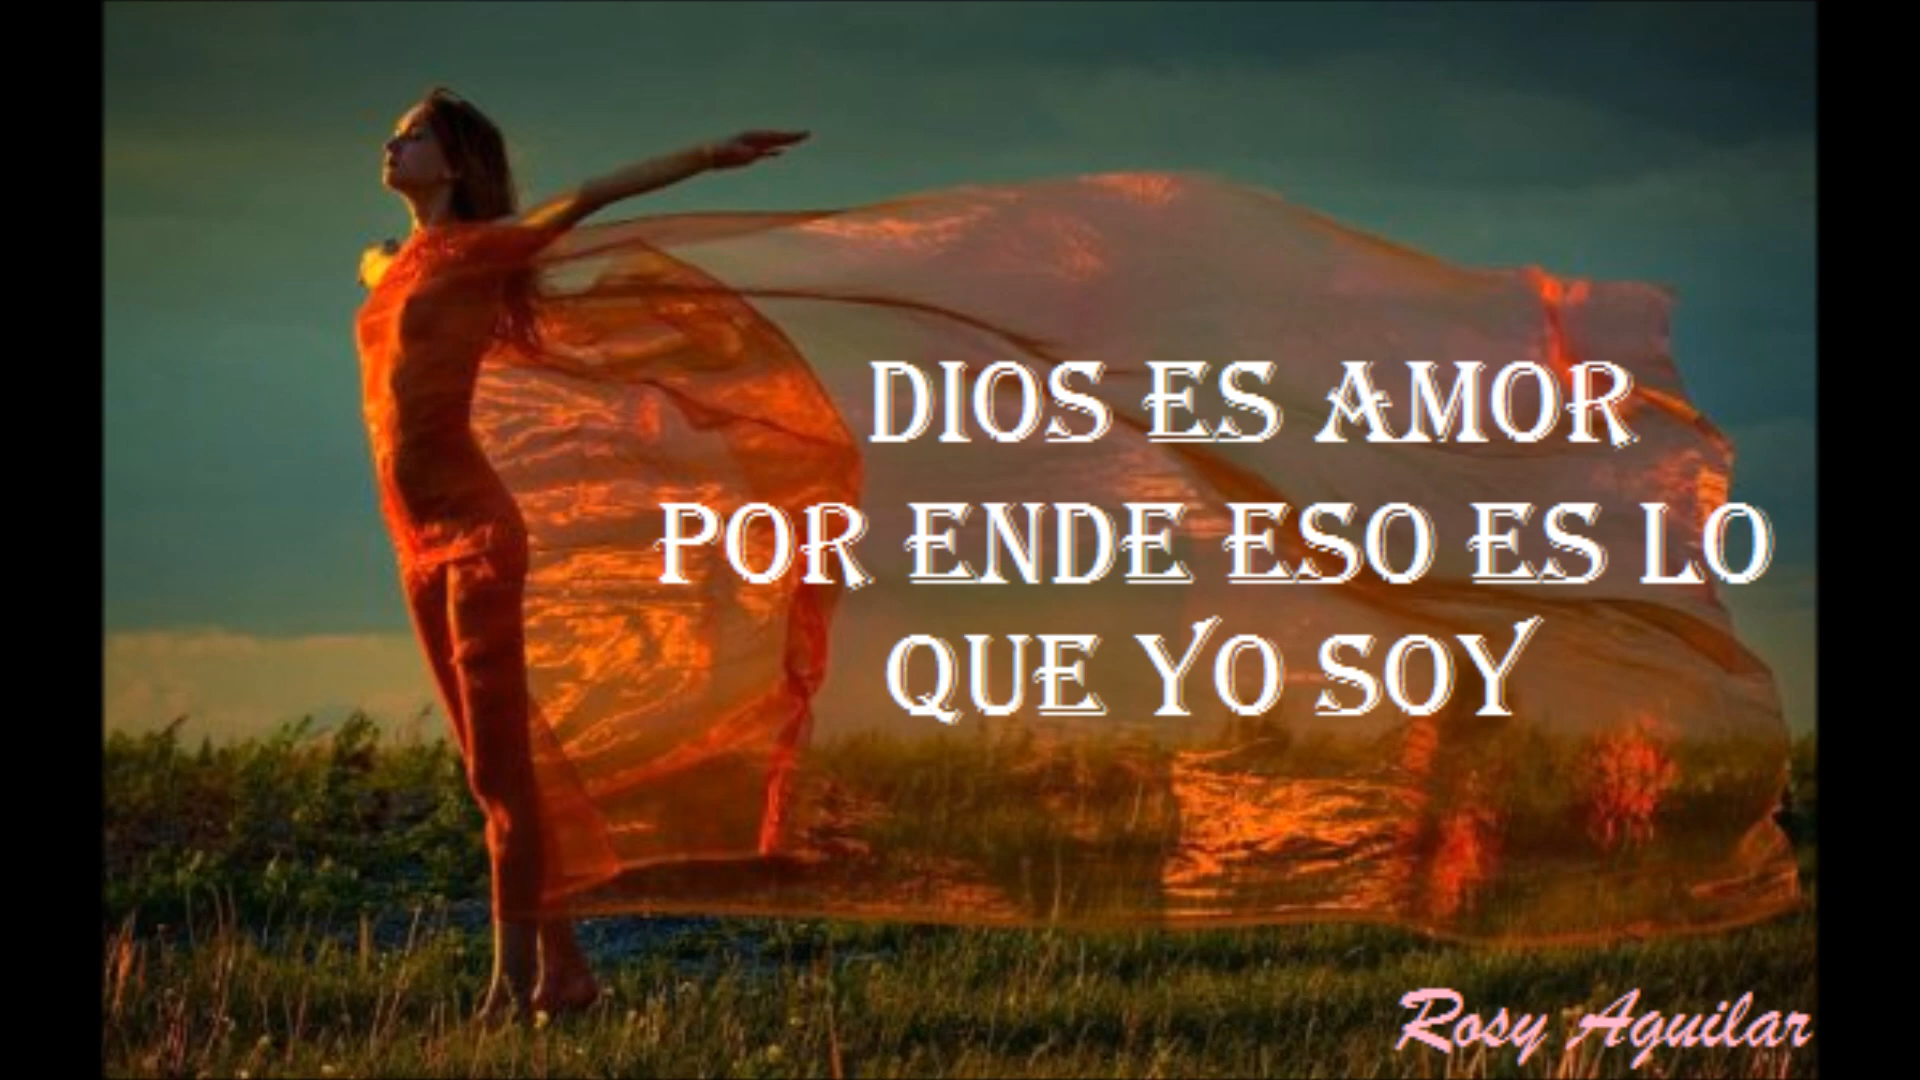 DIOS ES AMOR
POR ENDE ESO ES LO
QUE YO SOY
Rosy Aguilar